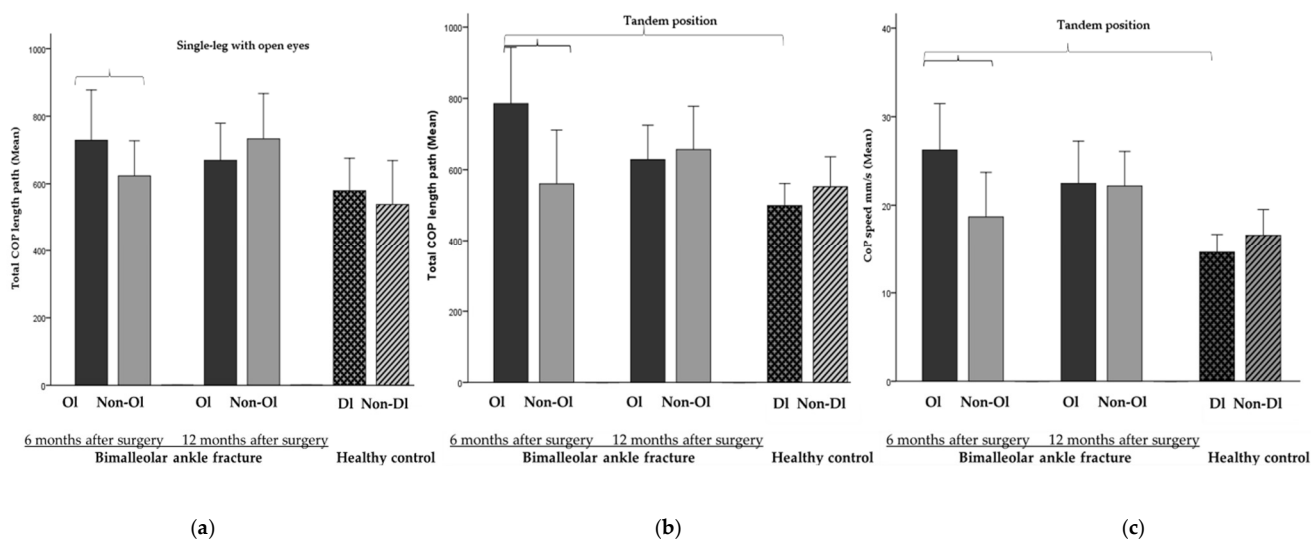 Single-leg with open eyes
Total COP length path (Mean)
1000
800
600
400
200
0
Ol Non-Ol Ol Non-Ol Dl Non-Dl
6 months after surgery 12 months after surgery
Bimalleolar ankle fracture Healthy control
(a)
Tandem position
Total COP length path (Mean)
1000
800
600
400
200
0
Ol Non-Ol Ol Non-Ol Dl Non-Dl
6 months after surgery 12 months after surgery
Bimalleolar ankle fracture Healthy control
(b)
Tandem position
CoP speed mm/s (Mean)
40
30
20
10
0
Ol Non-Ol Ol Non-Ol Dl Non-Dl
6 months after surgery 12 months after surgery
Bimalleolar ankle fracture Healthy control
(c)